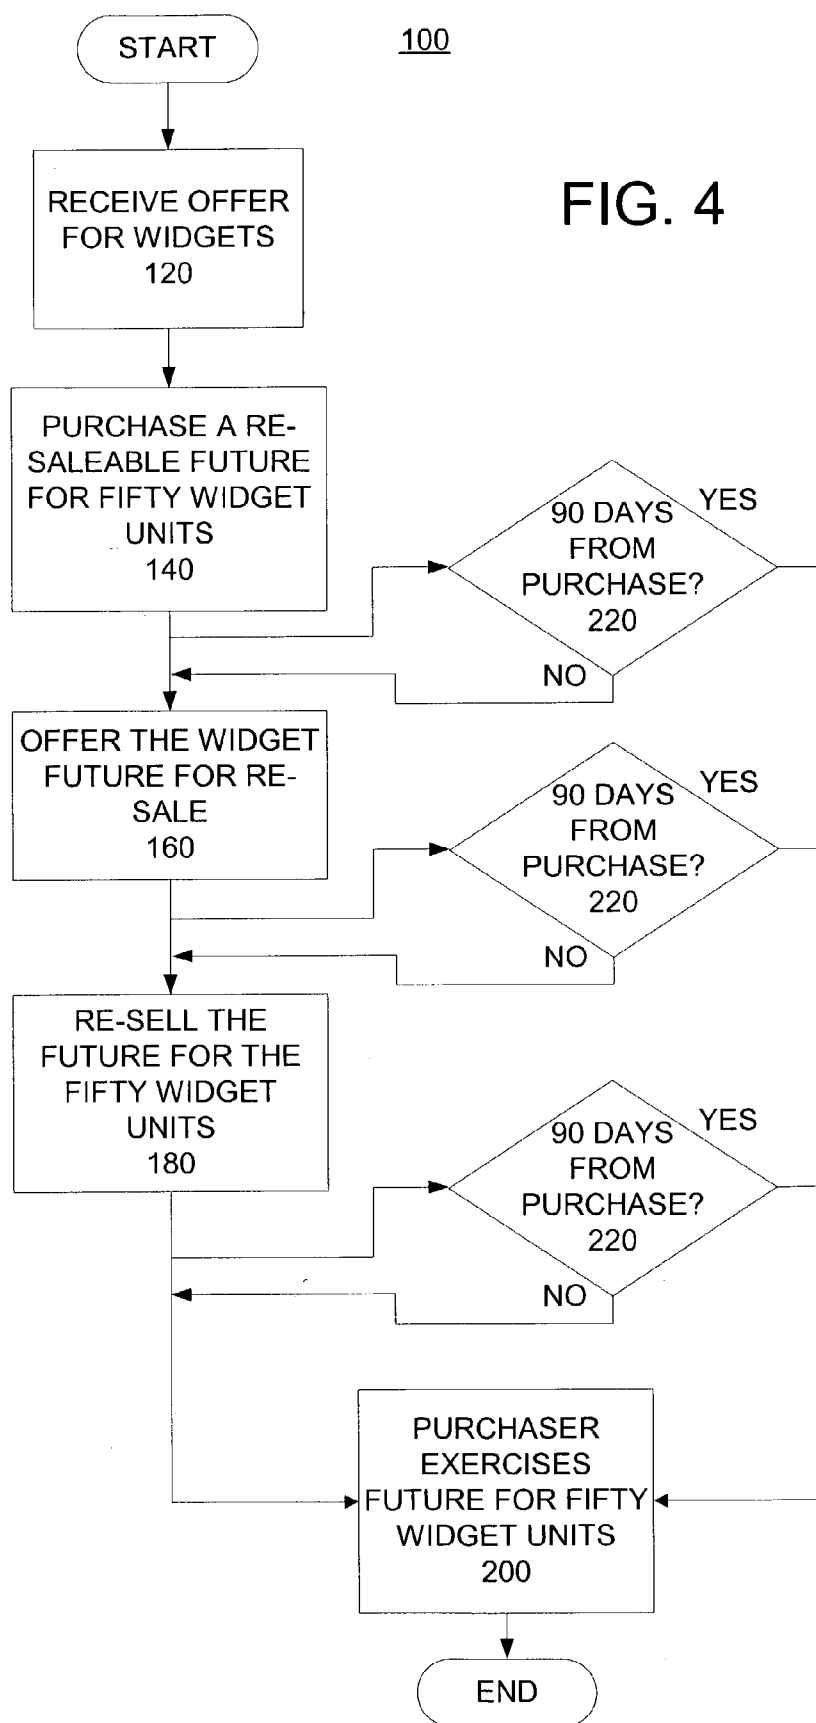 START
100
FIG. 4
RECEIVE OFFER
FOR WIDGETS
120
PURCHASE A RE-
SALEABLE FUTURE
FOR FIFTY WIDGET
UNITS
140
90 DAYS
FROM
PURCHASE?
220
YES
NO
OFFER THE WIDGET
FUTURE FOR RE-
SALE
160
90 DAYS
FROM
PURCHASE?
220
YES
NO
RE-SELL THE
FUTURE FOR THE
FIFTY WIDGET
UNITS
180
90 DAYS
FROM
PURCHASE?
220
YES
NO
PURCHASER
EXERCISES
FUTURE FOR FIFTY
WIDGET UNITS
200
END